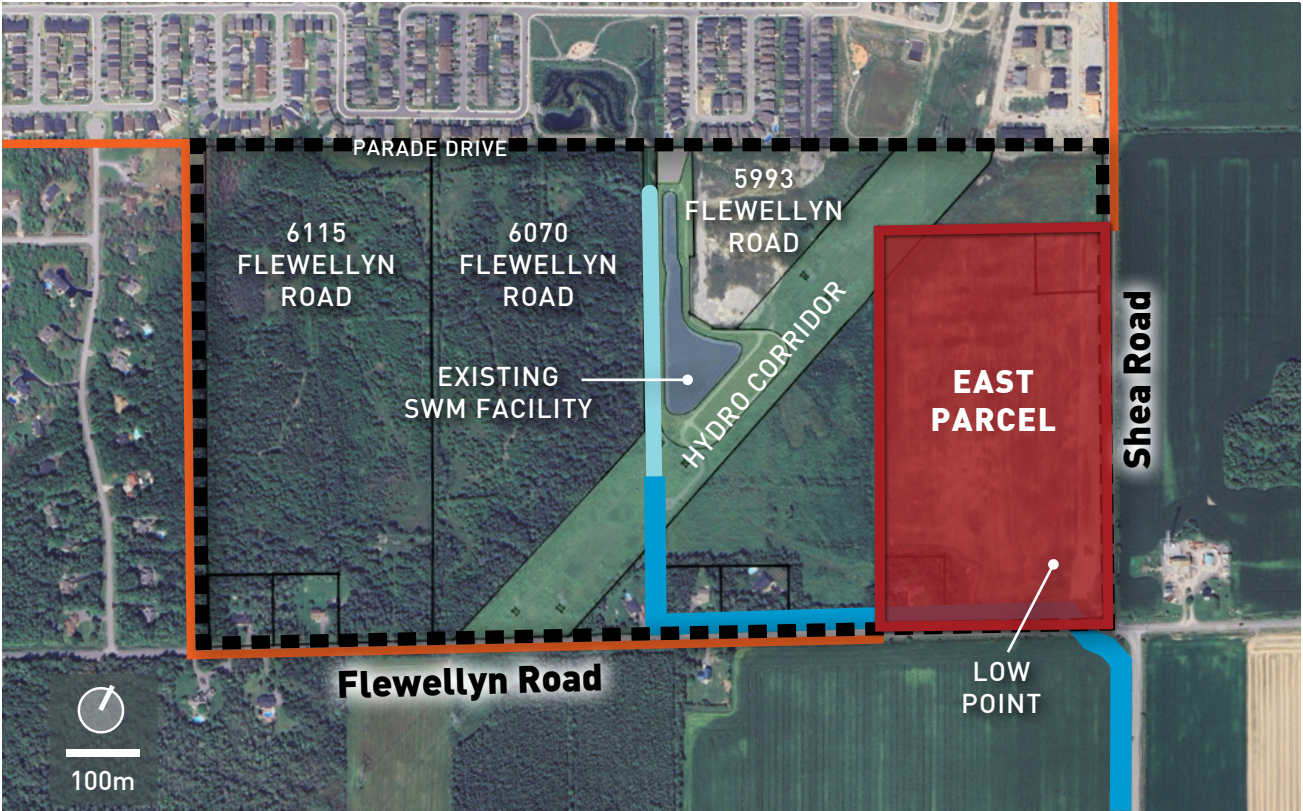 PARADE DRIVE
6115
FLEWELLYN
ROAD
6070
FLEWELLYN
ROAD
5993
FLEWELLYN
ROAD
EXISTING
SWM FACILITY
HYDRO CORRIDOR
EAST
PARCEL
Shea Road
LOW
POINT
Flewellyn Road
100m